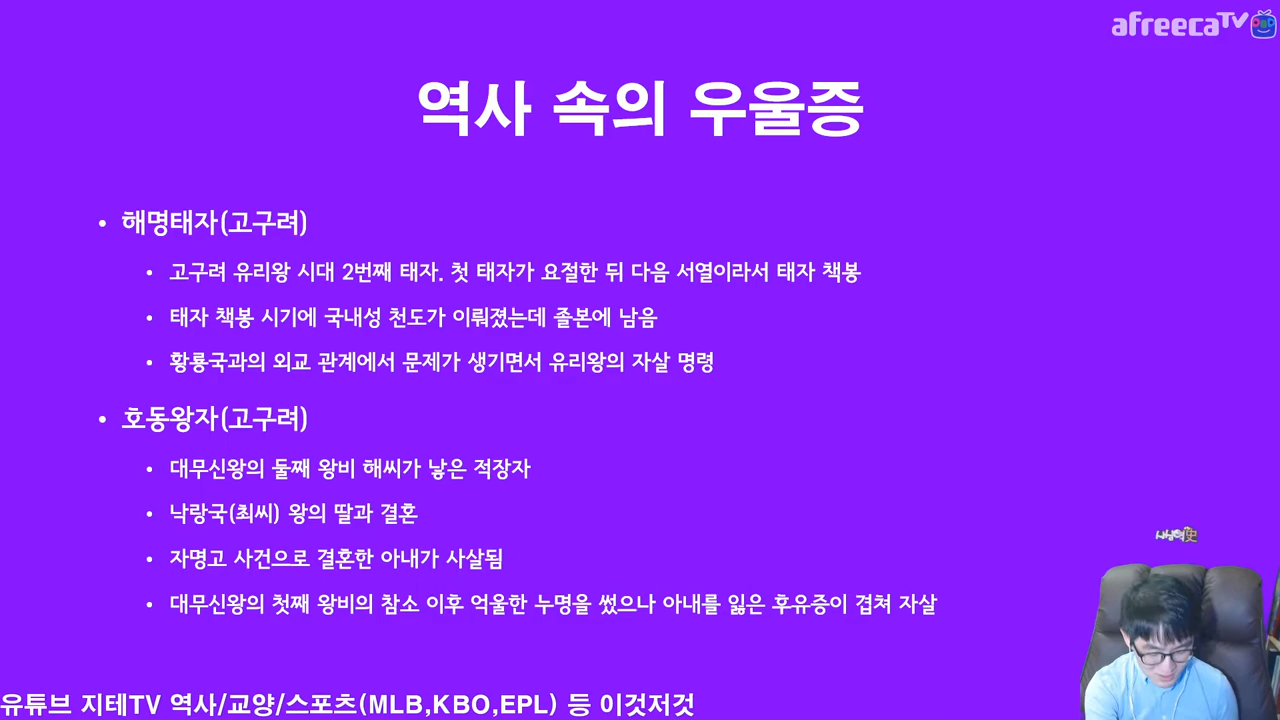 afreecaTV
역사 속의 우울증
• 해명태자(고구려)
• 고구려 유리왕 시대 2번째 태자. 첫 태자가 요절한 뒤 다음 서열이라서 태자 책봉
• 태자 책봉 시기에 국내성 천도가 이뤄졌는데 졸본에 남음
• 황룡국과의 외교 관계에서 문제가 생기면서 유리왕의 자살 명령
• 호동왕자(고구려)
• 대무신왕의 둘째 왕비 해씨가 낳은 적장자
• 낙랑국(최씨) 왕의 딸과 결혼
• 자명고 사건으로 결혼한 아내가 사살됨
• 대무신왕의 첫째 왕비의 참소 이후 억울한 누명을 썼으나 아내를 잃은 후유증이 겹쳐 자살
유튜브 지테TV 역사/교양/스포츠(MLB,KBO,EPL) 등 이것저것